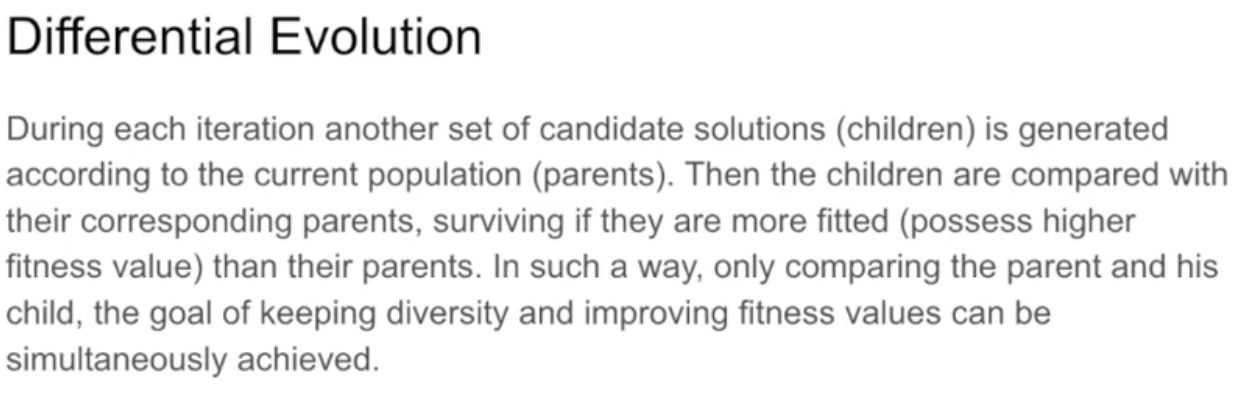 Differential Evolution
During each iteration another set of candidate solutions (children) is generated
according to the current population (parents). Then the children are compared with
their corresponding parents, surviving if they are more fitted (possess higher
fitness value) than their parents. In such a way, only comparing the parent and his
child, the goal of keeping diversity and improving fitness values can be
simultaneously achieved.